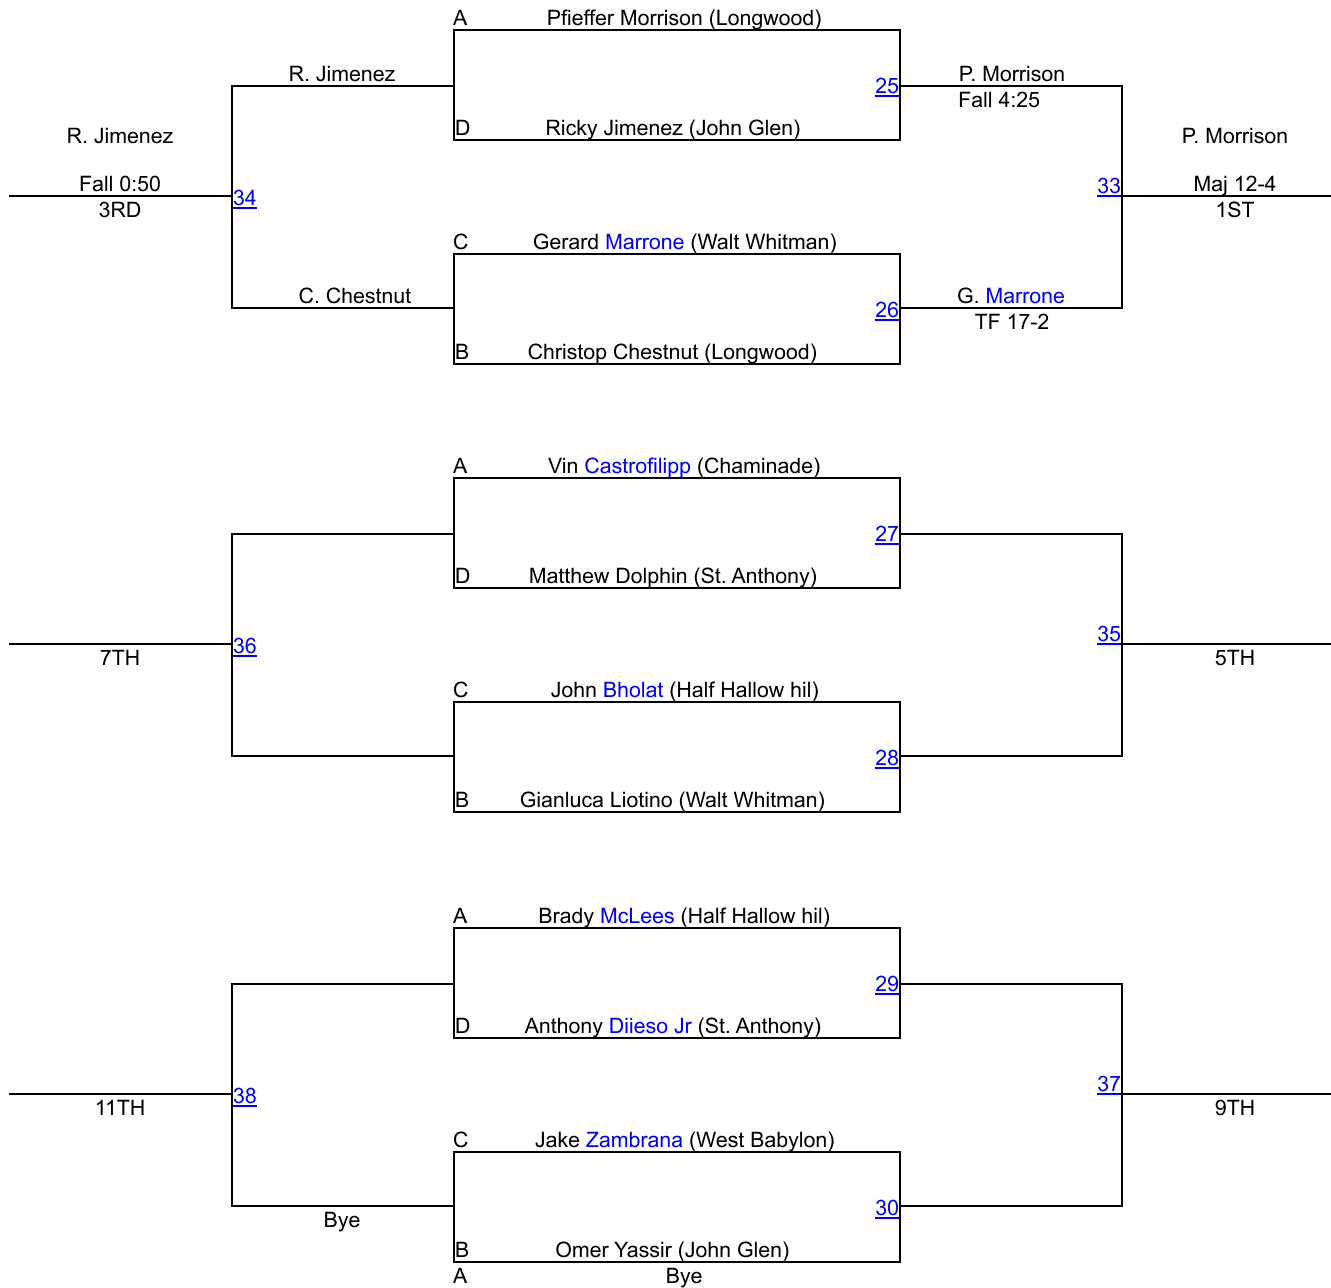 A Pfieffer Morrison (Longwood)
R. Jimenez
25
P. Morrison
Fall 4:25
D Ricky Jimenez (John Glen)
R. Jimenez
Fall 0:50
3RD
34
P. Morrison
33
Maj 12-4
1ST
C Gerard Marrone (Walt Whitman)
C. Chestnut
26
G. Marrone
TF 17-2
B Christop Chestnut (Longwood)
A Vin Castrofilipp (Chaminade)
27
D Matthew Dolphin (St. Anthony)
7TH
36
35
5TH
C John Bholat (Half Hallow hil)
28
B Gianluca Liotino (Walt Whitman)
A Brady McLees (Half Hallow hil)
29
D Anthony Diieso Jr (St. Anthony)
11TH
38
37
9TH
C Jake Zambrana (West Babylon)
Bye
30
B Omer Yassir (John Glen)
A Bye